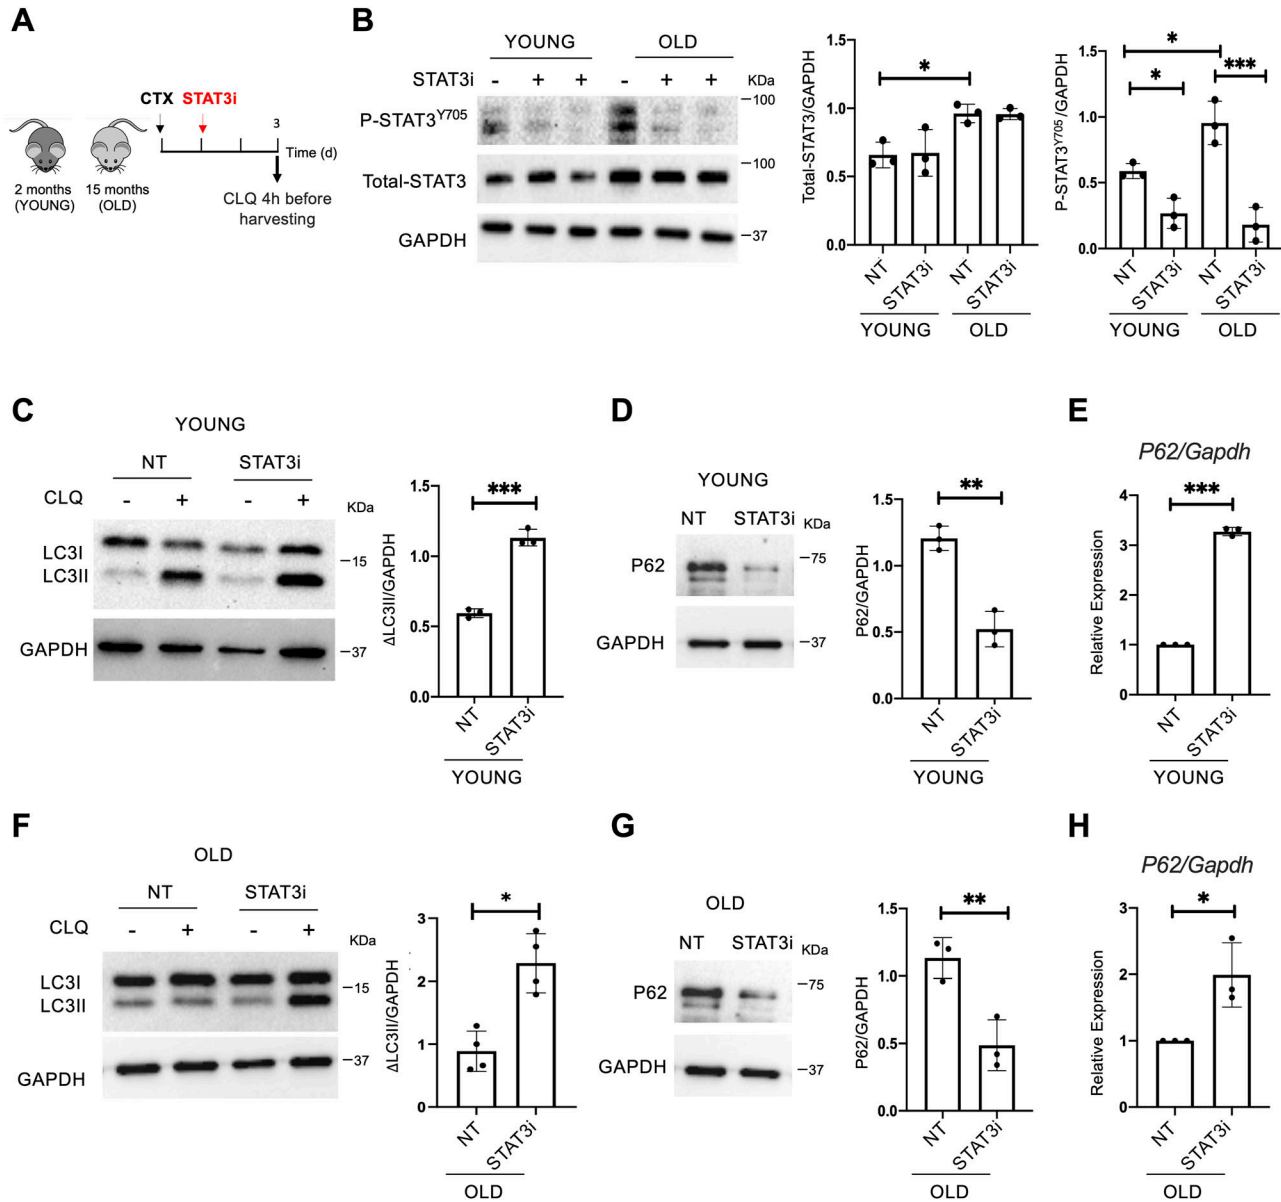 A
CTX STAT3i
3
Time (d)
2 months
(YOUNG)
15 months
(OLD)
CLQ 4h before
harvesting
B
YOUNG OLD
STAT3i - + + - + + KDa
P-STAT3Y705
–100
Total-STAT3
–100
GAPDH
–37
Total-STAT3/GAPDH
1.5
1.0
0.5
0.0
*
NT STAT3i NT STAT3i
YOUNG OLD
P-STAT3Y705/GAPDH
1.5
1.0
0.5
0.0
*
* ***
NT STAT3i NT STAT3i
YOUNG OLD
C
YOUNG
NT STAT3i
CLQ - + - +
KDa
LC3I
–15
LC3II
GAPDH –37
ΔLC3II/GAPDH
1.5
1.0
0.5
0.0
***
NT STAT3i
YOUNG
D
YOUNG
NT STAT3i KDa
–75
P62
GAPDH –37
P62/GAPDH
1.5
1.0
0.5
0.0
**
NT STAT3i
YOUNG
E
P62/Gapdh
Relative Expression
4
3
2
1
0
***
NT STAT3i
YOUNG
F
OLD
NT STAT3i
CLQ - + - +
KDa
LC3I
–15
LC3II
–37
GAPDH
ΔLC3II/GAPDH
3
2
1
0
*
NT STAT3i
OLD
G
OLD
NT STAT3i KDa
–75
P62
GAPDH –37
P62/GAPDH
1.5
1.0
0.5
0.0
**
NT STAT3i
OLD
H
P62/Gapdh
Relative Expression
3
2
1
0
*
NT STAT3i
OLD